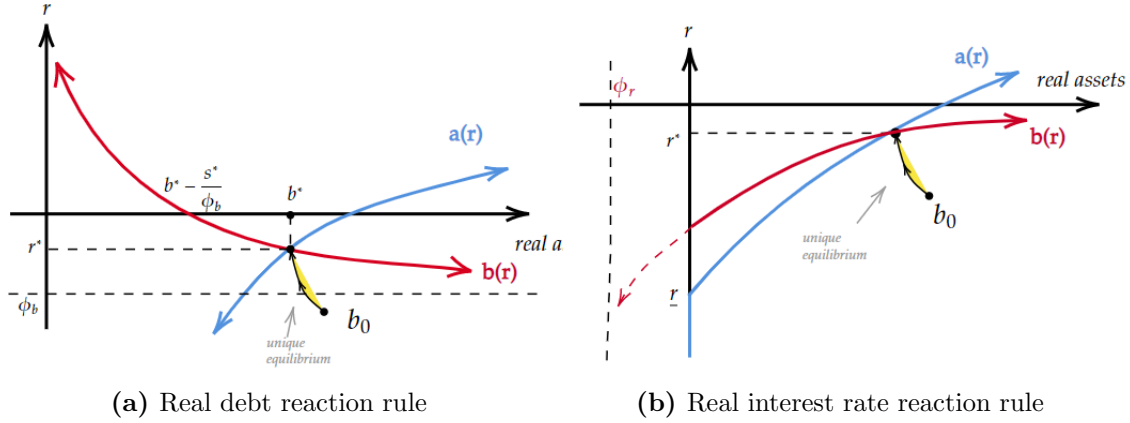 r
a(r)
b* − s*/ϕb
b*
r*
real a
b(r)
ϕb
b0
unique
equilibrium
(a) Real debt reaction rule
r
a(r)
ϕr
real assets
r*
b(r)
b0
unique
equilibrium
r
(b) Real interest rate reaction rule